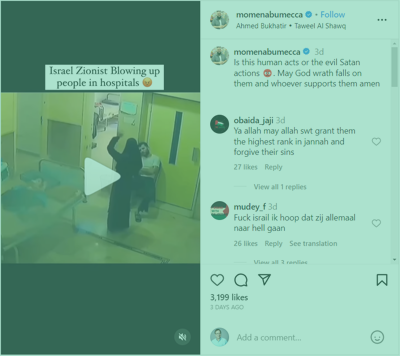 momenabumecca • Follow
Ahmed Bukhatir • Taweel Al Shawq
Israel Zionist Blowing up
people in hospitals 😢
momenabumecca 3d
Is this human acts or the evil Satan
actions 😡. May God wrath falls on
them and whoever supports them amen
obaida_jaji 3d
Ya allah may allah swt grant them
the highest rank in jannah and
forgive their sins
27 likes Reply
View all 1 replies
mudey_f 3d
Fuck israil ik hoop dat zij allemaal
naar hell gaan
26 likes Reply See translation
View all 3 replies
3,199 likes
3 DAYS AGO
Add a comment...